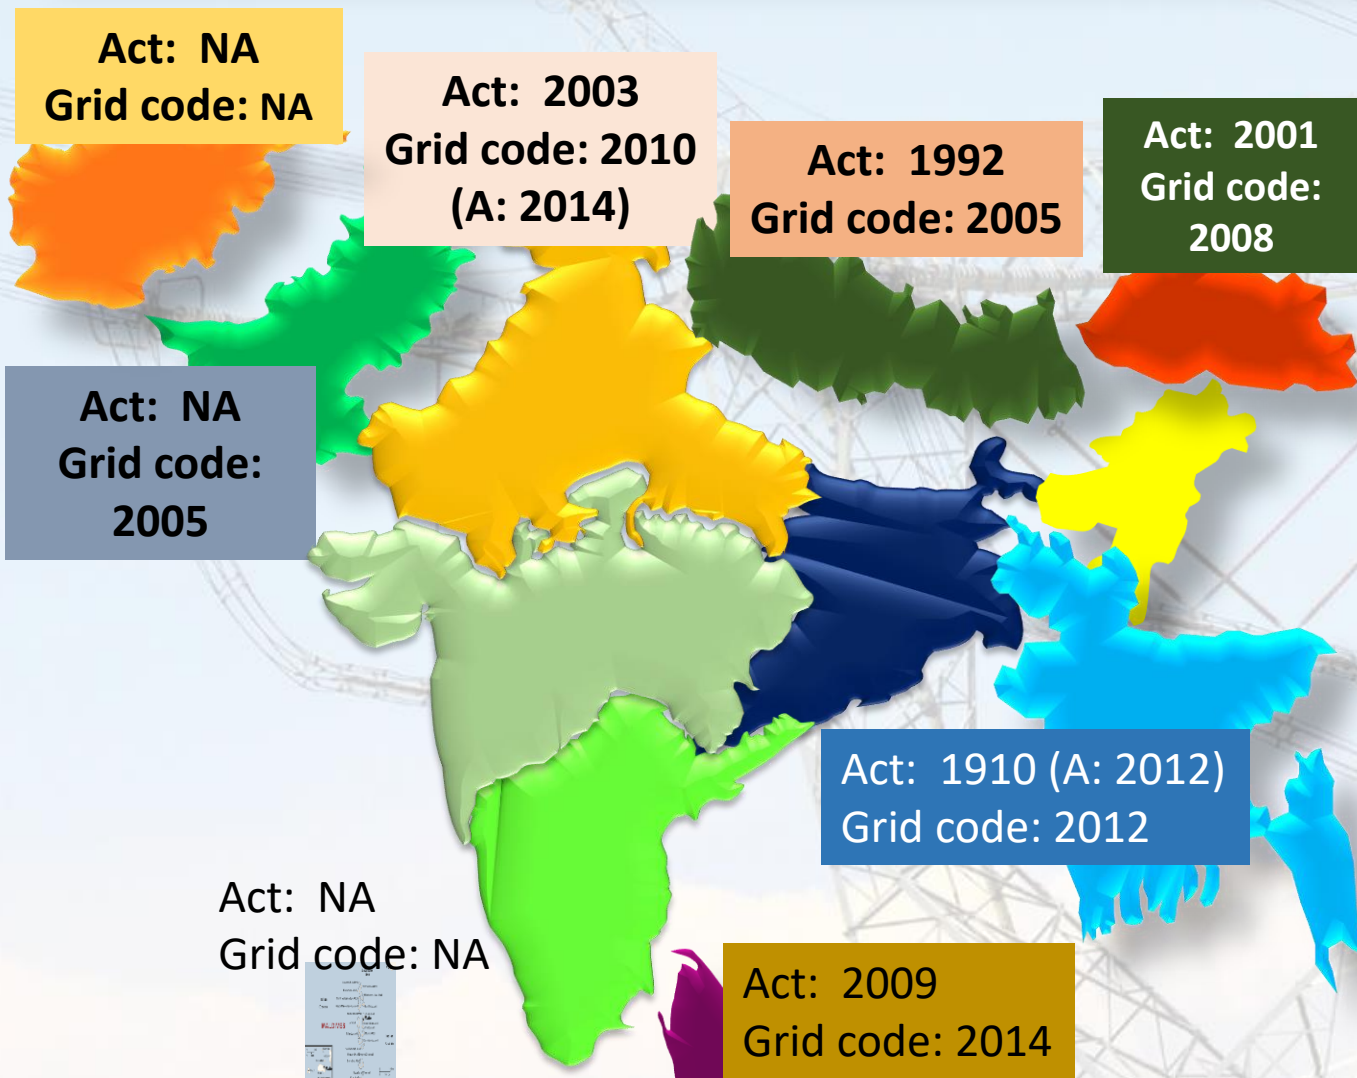 Act: NA
Grid code: NA
Act: 2003
Grid code: 2010
(A: 2014)
Act: 1992
Grid code: 2005
Act: 2001
Grid code:
2008
Act: NA
Grid code:
2005
Act: 1910 (A: 2012)
Grid code: 2012
Act: NA
Grid code: NA
Act: 2009
Grid code: 2014